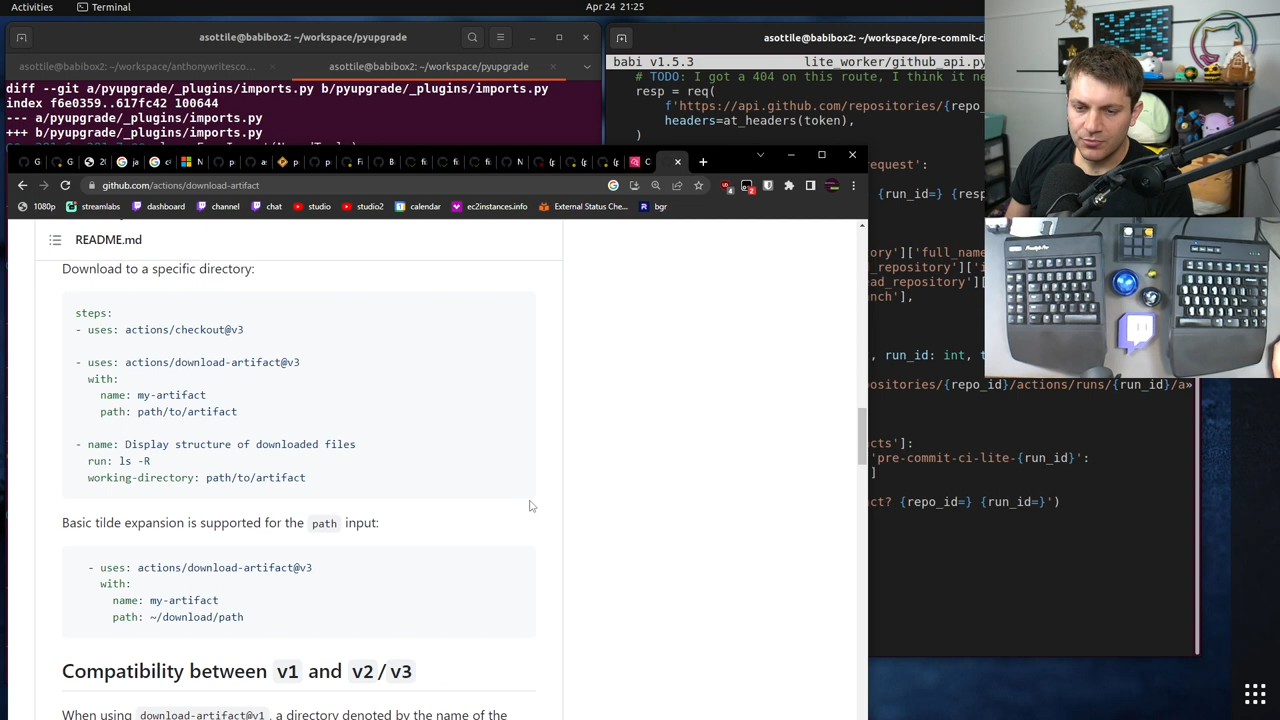 Activities
Terminal
Apr 24 21:25
asottile@babibox2: ~/workspace/pyupgrade
asottile@babibox2: ~/workspace/anthonywritesco...
asottile@babibox2: ~/workspace/pyupgrade
diff --git a/pyupgrade/_plugins/imports.py b/pyupgrade/_plugins/imports.py
index f6e8359..617fc42 100644
--- a/pyupgrade/_plugins/imports.py
+++ b/pyupgrade/_plugins/imports.py
asottile@babibox2: ~/workspace/pre-commit-ci
babi v1.5.3 lite_worker/github_api.py
# TODO: I got a 404 on this route, I think it ne
resp = req(
f'https://api.github.com/repositories/{repo_
headers=at_headers(token),
)
equest':
{run_id=} {resp
ory']['full_name
_repository']['i
ead_repository'][
anch'],
, run_id: int, t
ositories/{repo_id}/actions/runs/{run_id}/a»
cts']:
'pre-commit-ci-lite-{run_id}':
]
ct? {repo_id=} {run_id=}')
github.com/actions/download-artifact
1080p
streamlabs
dashboard
channel
chat
studio
studio2
calendar
ec2instances.info
External Status Che...
bgr
README.md
Download to a specific directory:
steps:
- uses: actions/checkout@v3
- uses: actions/download-artifact@v3
with:
name: my-artifact
path: path/to/artifact
- name: Display structure of downloaded files
run: ls -R
working-directory: path/to/artifact
Basic tilde expansion is supported for the path input:
- uses: actions/download-artifact@v3
with:
name: my-artifact
path: ~/download/path
Compatibility between v1 and v2/v3
When using download-artifact@v1, a directory denoted by the name of the